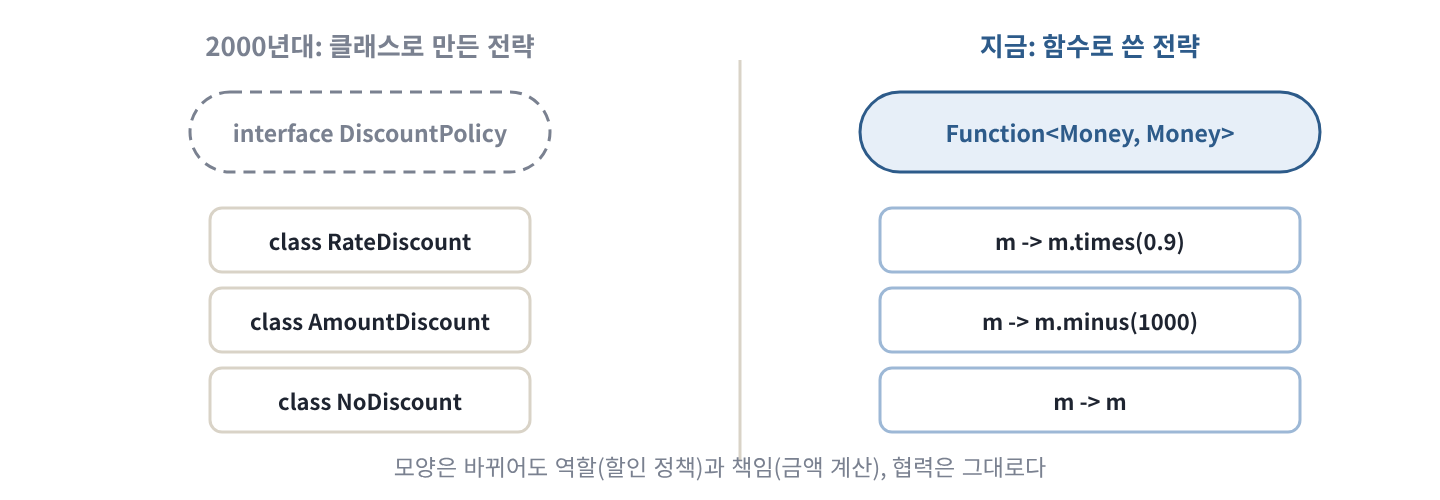 2000년대: 클래스로 만든 전략
interface DiscountPolicy
class RateDiscount
class AmountDiscount
class NoDiscount
지금: 함수로 쓴 전략
Function<Money, Money>
m -> m.times(0.9)
m -> m.minus(1000)
m -> m
모양은 바뀌어도 역할(할인 정책)과 책임(금액 계산), 협력은 그대로다